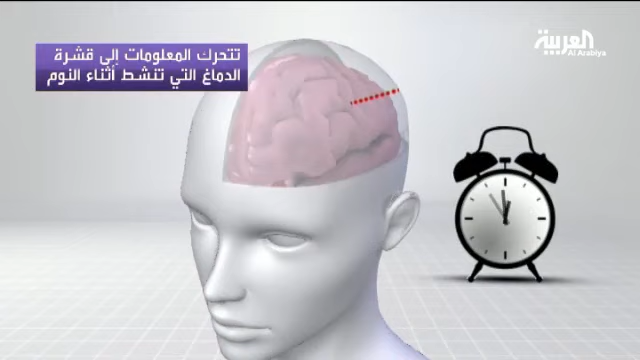 تتحرك المعلومات إلى قشرة
الدماغ التي تنشط أثناء النوم
العربية
Al Arabiya